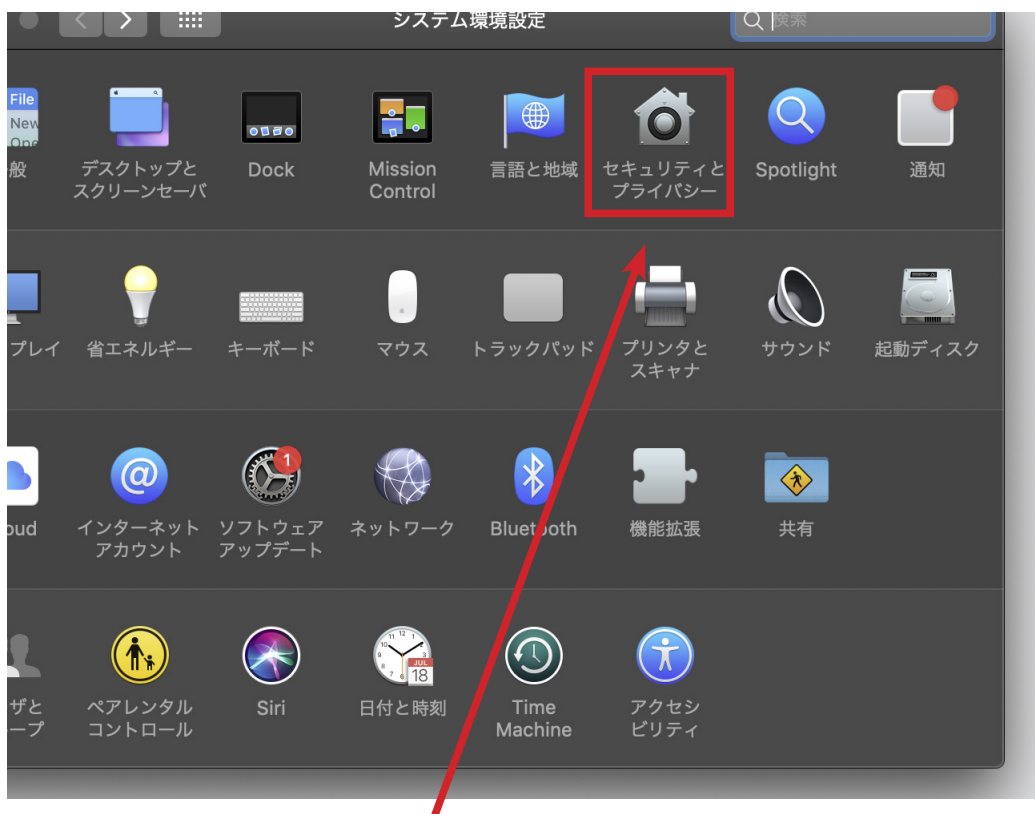 システム環境設定
検索
File
New
Ope
般
デスクトップと
スクリーンセーバ
Dock
Mission
Control
言語と地域
セキュリティと
プライバシー
Spotlight
通知
プレイ
省エネルギー
キーボード
マウス
トラックパッド
プリンタと
スキャナ
サウンド
起動ディスク
oud
インターネット
アカウント
1
ソフトウェア
アップデート
ネットワーク
Bluetooth
機能拡張
共有
ザと
ープ
ペアレンタル
コントロール
Siri
JUL
18
日付と時刻
Time
Machine
アクセシ
ビリティ